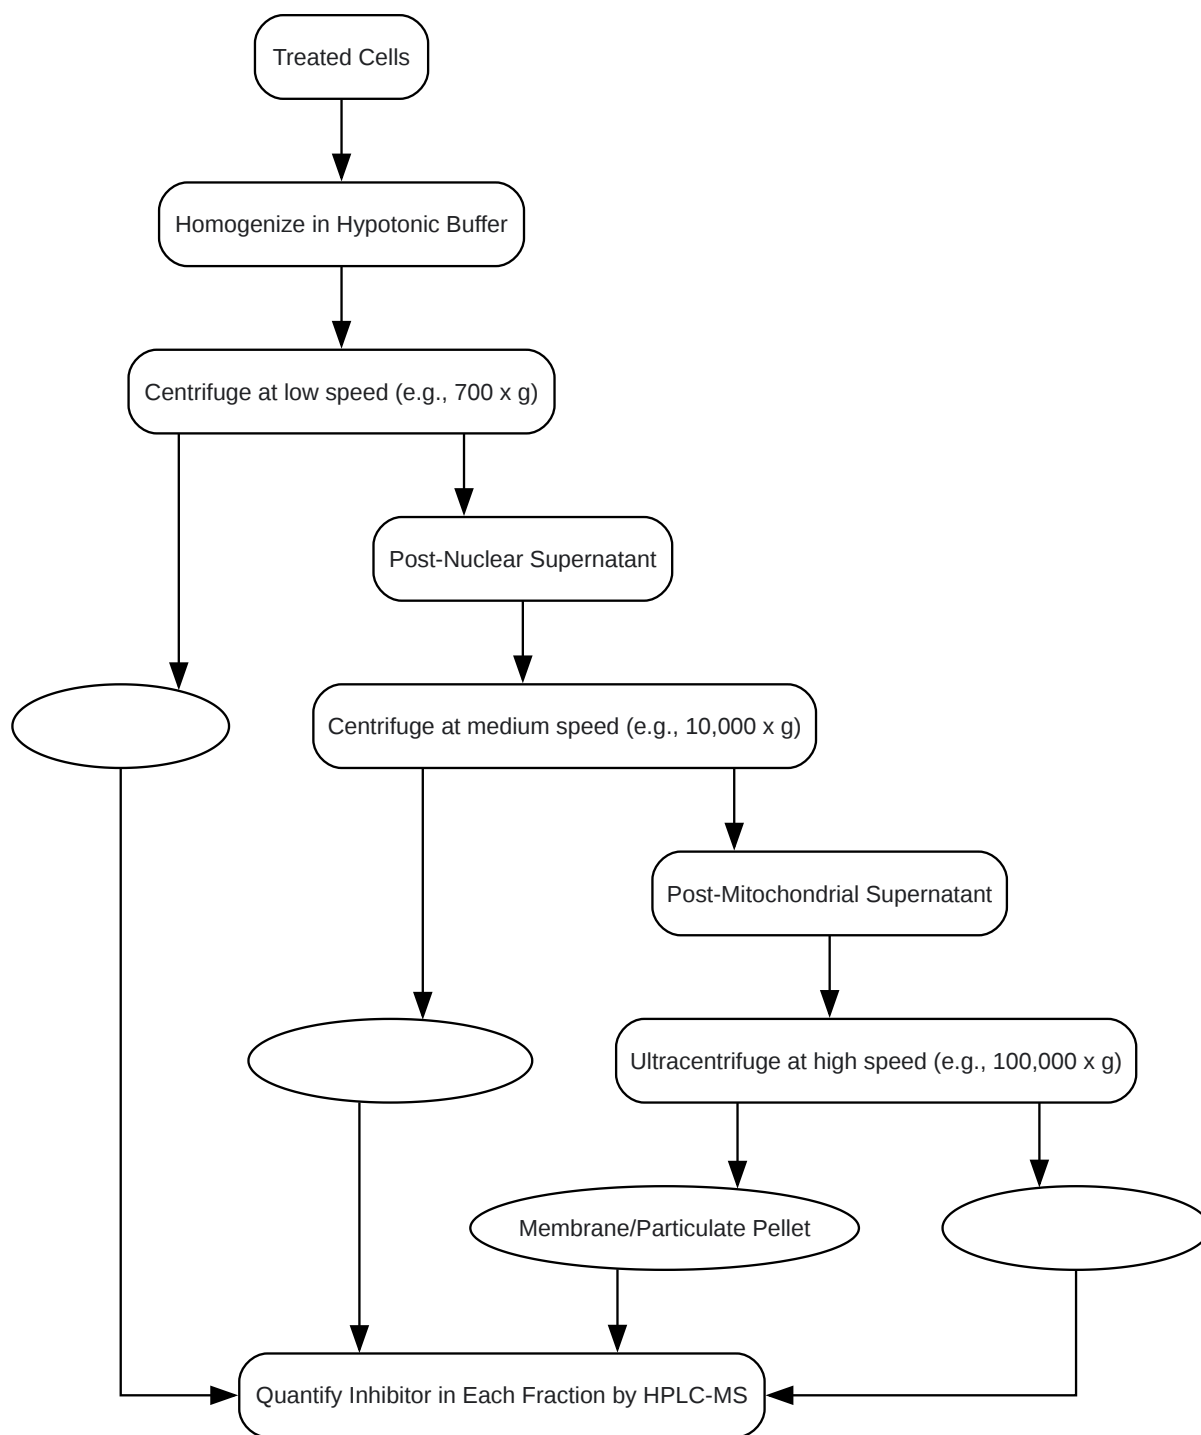 Treated Cells
Homogenize in Hypotonic Buffer
Centrifuge at low speed (e.g., 700 x g)
Post-Nuclear Supernatant
Centrifuge at medium speed (e.g., 10,000 x g)
Post-Mitochondrial Supernatant
Ultracentrifuge at high speed (e.g., 100,000 x g)
Membrane/Particulate Pellet
Quantify Inhibitor in Each Fraction by HPLC-MS